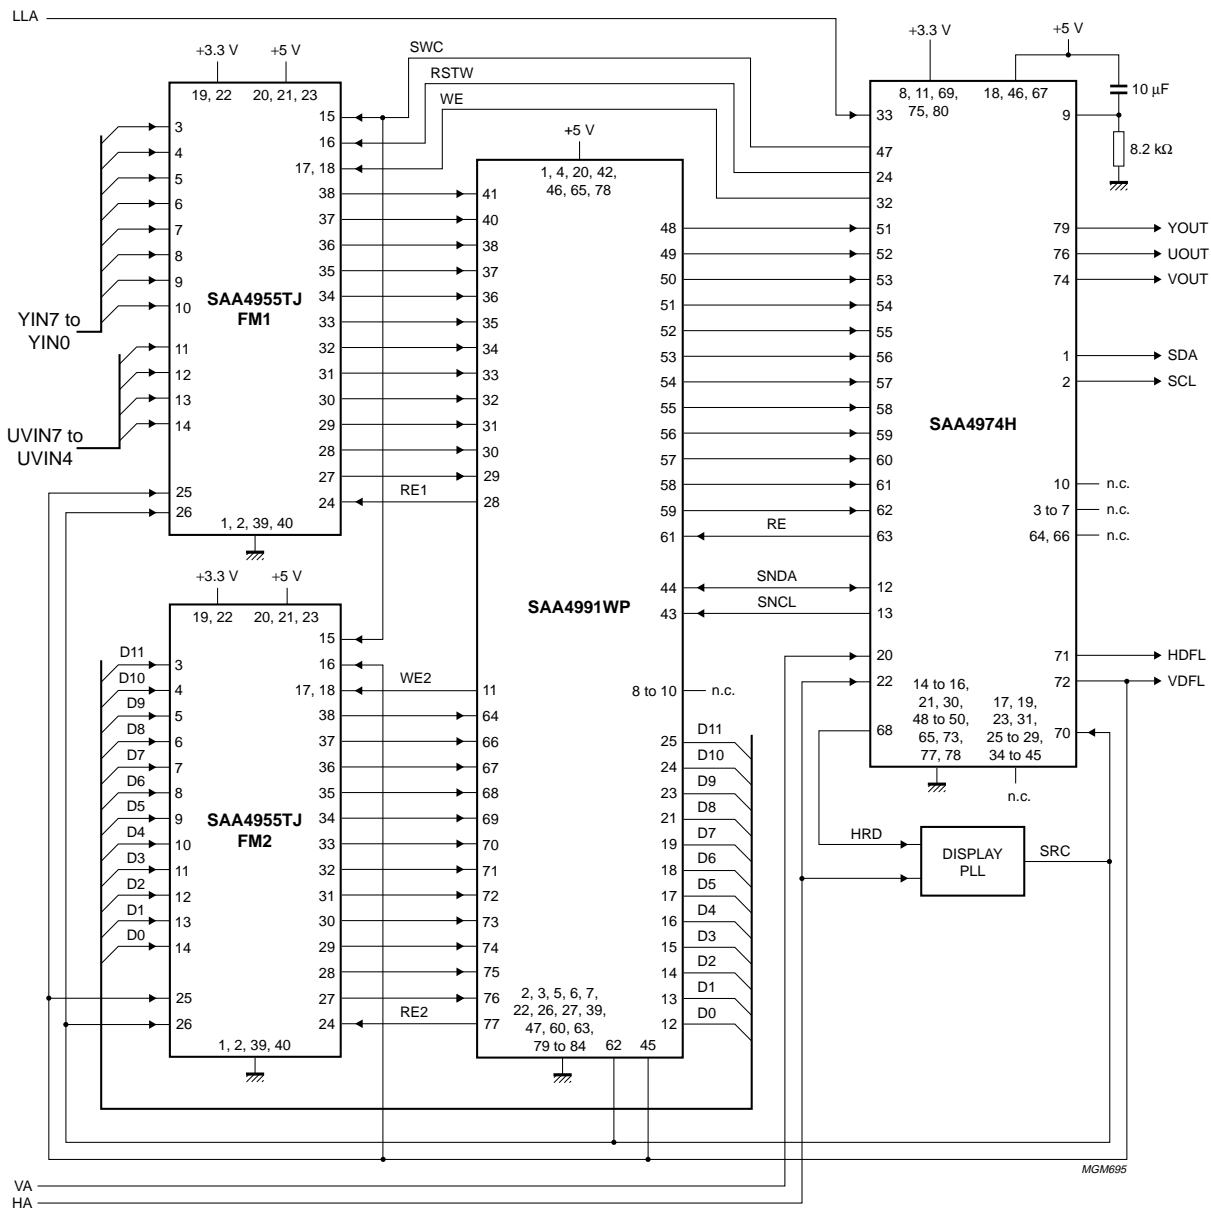 LLA
+3.3 V
+5 V
19, 22
20, 21, 23
SWC
RSTW
WE
+3.3 V
+5 V
8, 11, 69,
75, 80
18, 46, 67
10 µF
8.2 kΩ
3
4
5
6
7
8
9
10
11
12
13
14
25
26
YIN7 to
YIN0
UVIN7 to
UVIN4
SAA4955TJ
FM1
15
16
17, 18
38
37
36
35
34
33
32
31
30
29
28
27
24
1, 2, 39, 40
RE1
+5 V
1, 4, 20, 42,
46, 65, 78
41
40
38
37
36
35
34
33
32
31
30
29
28
48
49
50
51
52
53
54
55
56
57
58
59
61
44
43
RE
SNDA
SNCL
SAA4991WP
33
47
24
32
51
52
53
54
55
56
57
58
59
60
61
62
63
12
13
20
22
68
SAA4974H
9
79
76
74
1
2
10
3 to 7
64, 66
71
72
70
YOUT
UOUT
VOUT
SDA
SCL
n.c.
n.c.
n.c.
HDFL
VDFL
14 to 16,
21, 30,
48 to 50,
65, 73,
77, 78
17, 19,
23, 31,
25 to 29,
34 to 45
n.c.
+3.3 V
+5 V
19, 22
20, 21, 23
D11
D10
D9
D8
D7
D6
D5
D4
D3
D2
D1
D0
3
4
5
6
7
8
9
10
11
12
13
14
25
26
SAA4955TJ
FM2
15
16
17, 18
38
37
36
35
34
33
32
31
30
29
28
27
24
1, 2, 39, 40
WE2
RE2
11
64
66
67
68
69
70
71
72
73
74
75
76
77
2, 3, 5, 6, 7,
22, 26, 27, 39,
47, 60, 63,
79 to 84
62
45
8 to 10
n.c.
25
24
23
21
19
18
17
16
15
14
13
12
D11
D10
D9
D8
D7
D6
D5
D4
D3
D2
D1
D0
HRD
DISPLAY
PLL
SRC
MGM695
VA
HA